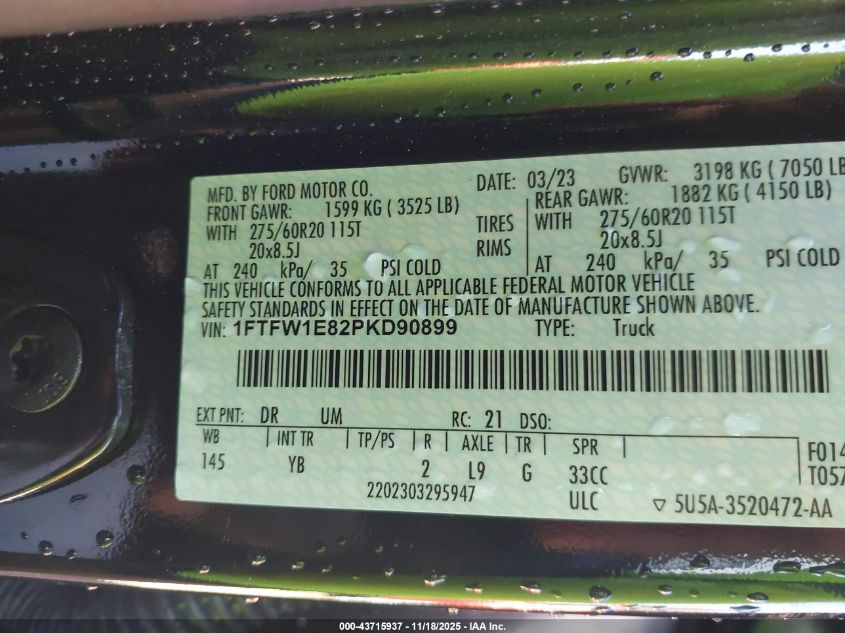 MFD. BY FORD MOTOR CO. DATE: 03/23 GVWR: 3198 KG ( 7050 LB
FRONT GAWR: 1599 KG ( 3525 LB) REAR GAWR: 1882 KG ( 4150 LB)
WITH 275/60R20 115T TIRES WITH 275/60R20 115T
20x8.5J RIMS 20x8.5J
AT 240 kPa/ 35 PSI COLD AT 240 kPa/ 35 PSI COLD
THIS VEHICLE CONFORMS TO ALL APPLICABLE FEDERAL MOTOR VEHICLE
SAFETY STANDARDS IN EFFECT ON THE DATE OF MANUFACTURE SHOWN ABOVE.
VIN: 1FTFW1E82PKD90899 TYPE: Truck
EXT PNT: DR UM RC: 21 DSO:
WB INT TR TP/PS R AXLE TR SPR F014
145 YB 2 L9 G 33CC T057
2202303295947 ULC ▽ 5U5A-3520472-AA
000-43715937 - 11/18/2025 - IAA Inc.